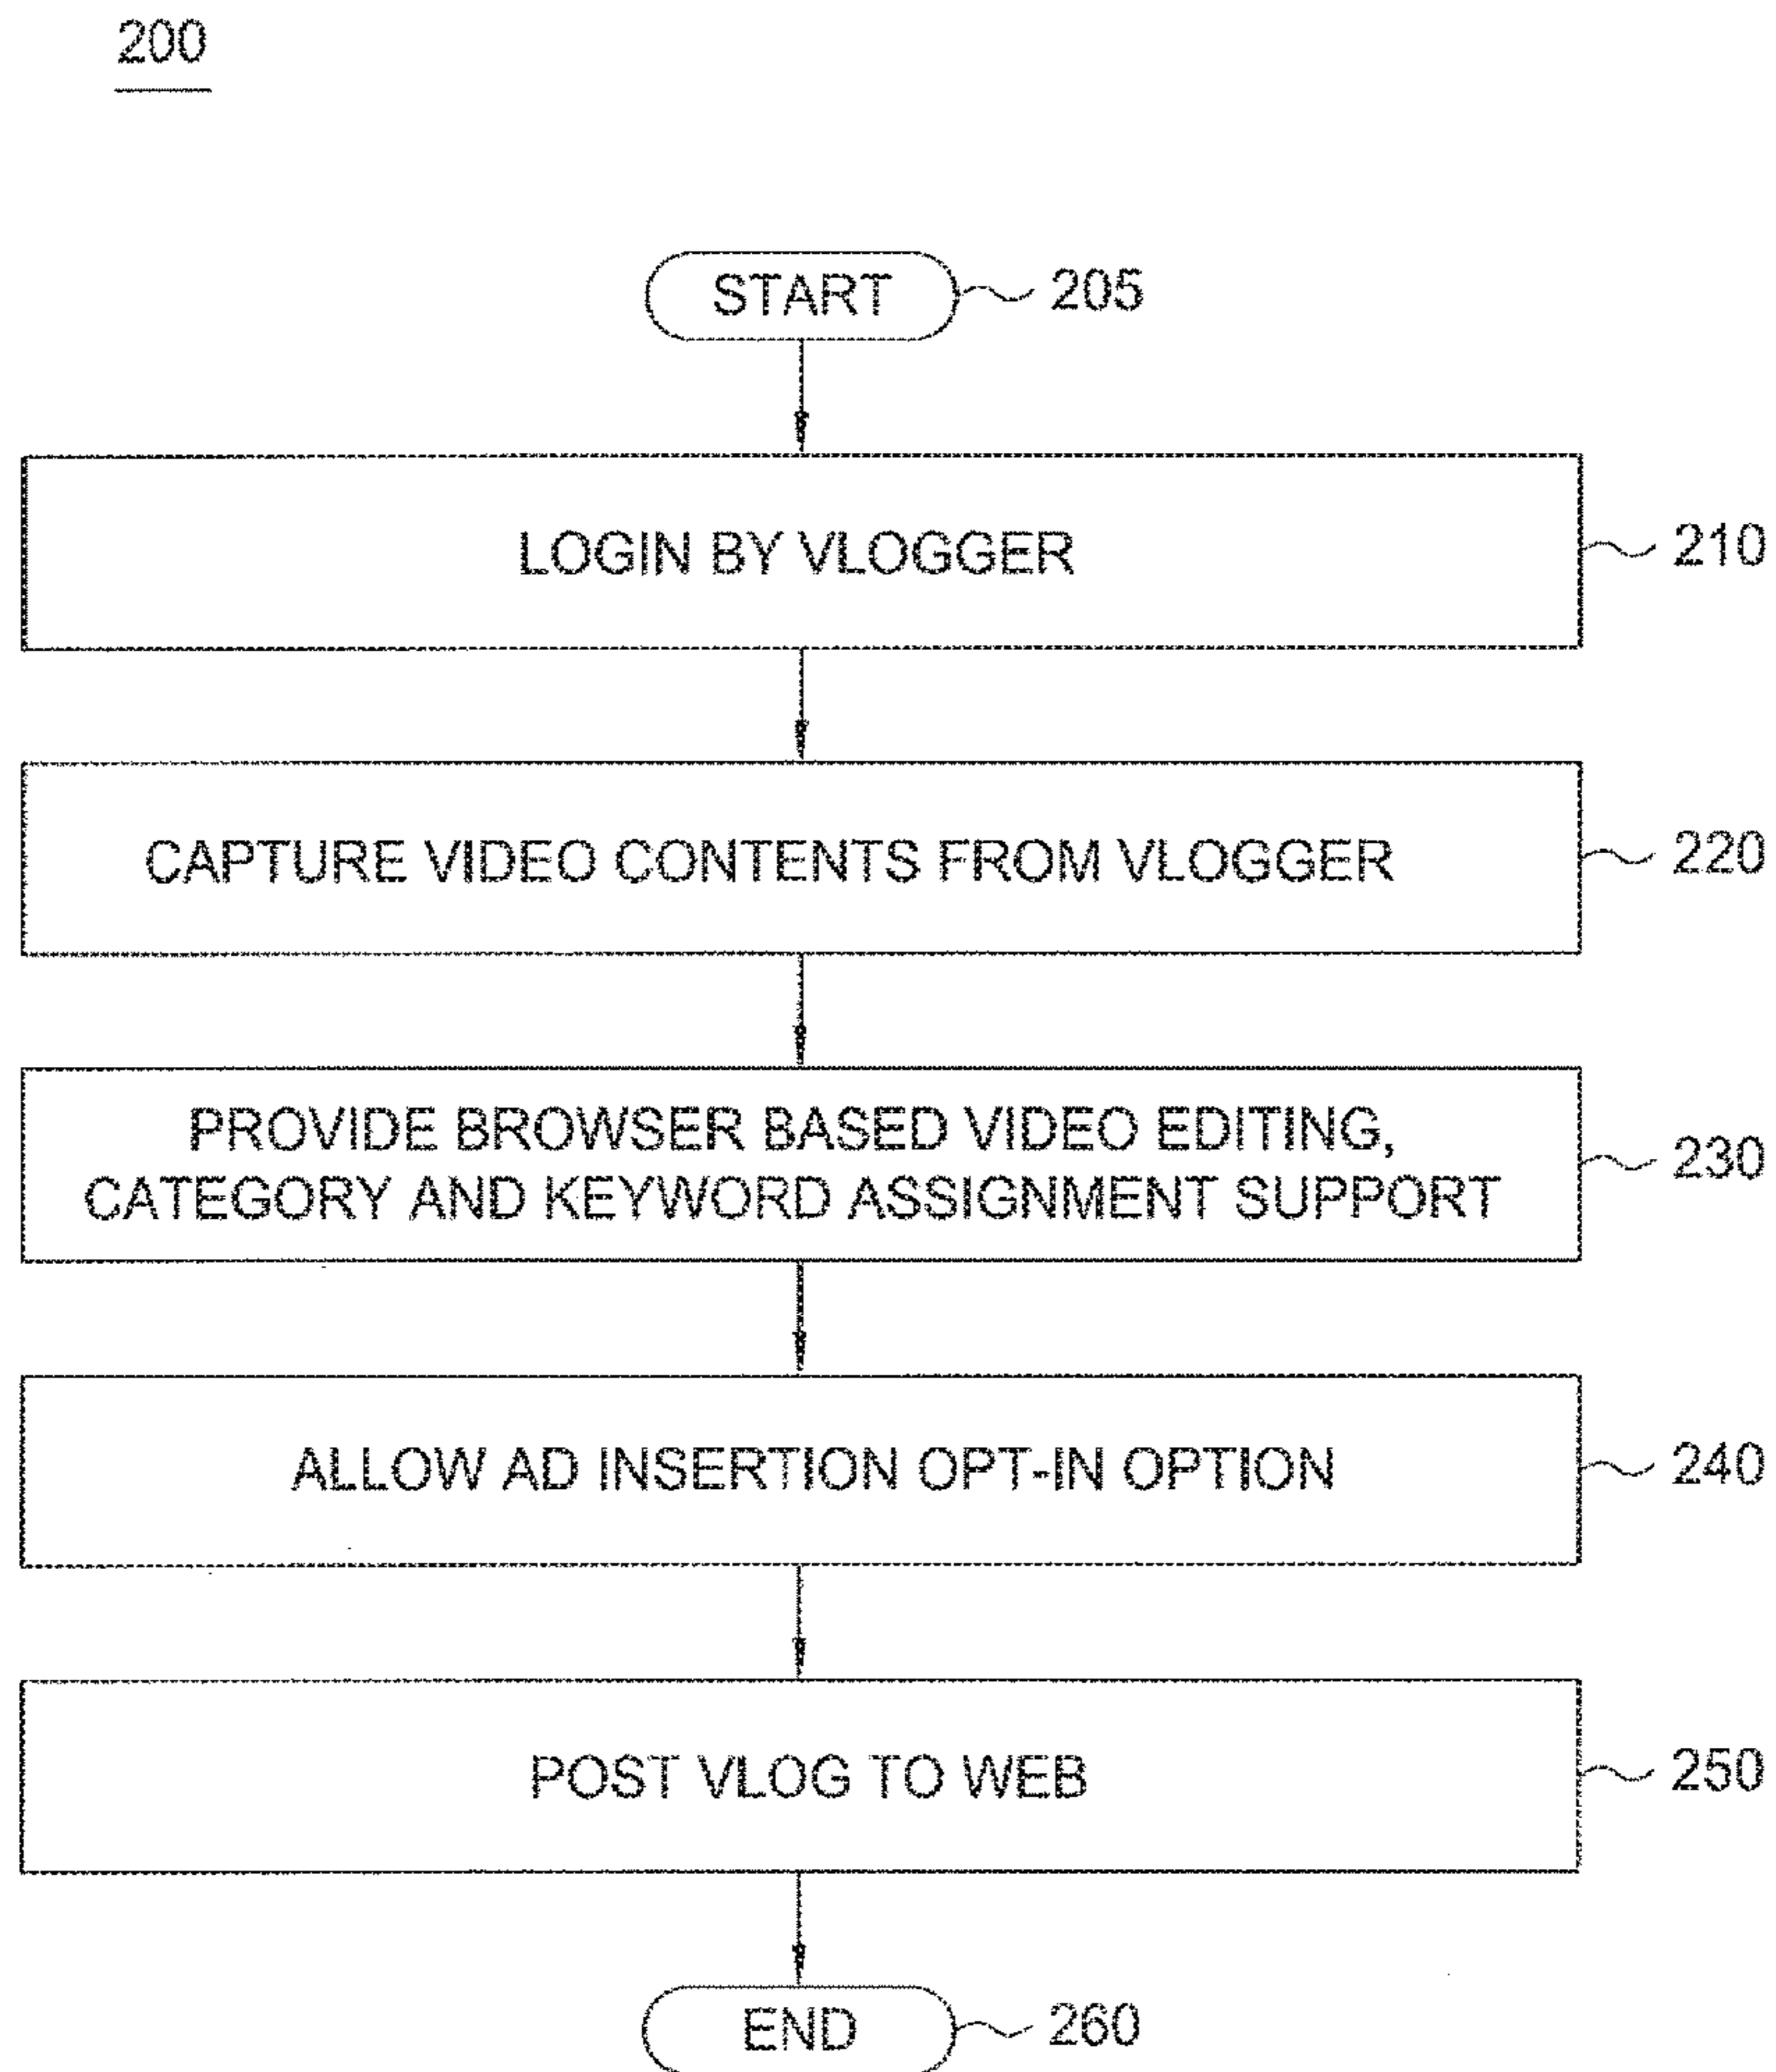 200
START 205
LOGIN BY VLOGGER 210
CAPTURE VIDEO CONTENTS FROM VLOGGER 220
PROVIDE BROWSER BASED VIDEO EDITING,
CATEGORY AND KEYWORD ASSIGNMENT SUPPORT
230
ALLOW AD INSERTION OPT-IN OPTION 240
POST VLOG TO WEB 250
END 260